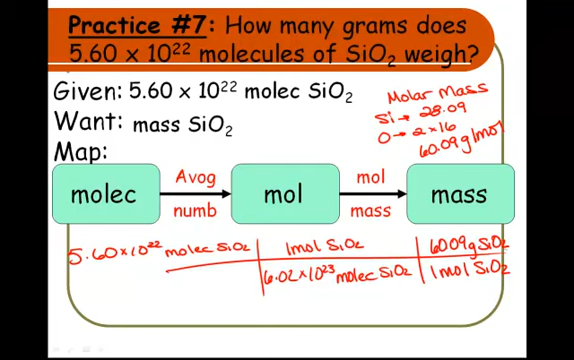 Practice #7: How many grams does
5.60 x 10²² molecules of SiO₂ weigh?
Given: 5.60 x 10²² molec SiO₂
Want: mass SiO₂
Map:
Molar Mass
Si → 28.09
O → 2 x 16
60.09 g/mol
molec
Avog
numb
mol
mol
mass
mass
5.60 x 10²² molec SiO₂ | 1 mol SiO₂ | 60.09 g SiO₂
6.02 x 10²³ molec SiO₂ | 1 mol SiO₂